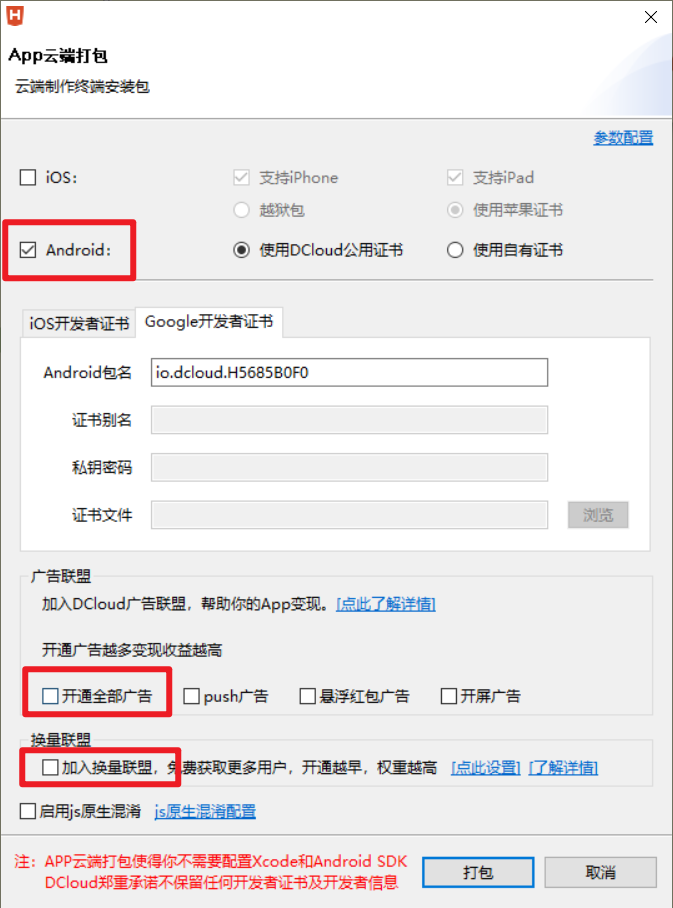 App云端打包
云端制作终端安装包
参数配置
iOS: 支持iPhone 支持iPad
越狱包 使用苹果证书
Android: 使用DCloud公用证书 使用自有证书
iOS开发者证书 Google开发者证书
Android包名 io.dcloud.H5685B0F0
证书别名
私钥密码
证书文件 浏览
广告联盟
加入DCloud广告联盟，帮助你的App变现。[点此了解详情]
开通广告越多变现收益越高
开通全部广告 push广告 悬浮红包广告 开屏广告
换量联盟
加入换量联盟，免费获取更多用户，开通越早，权重越高 [点此设置] [了解详情]
启用js原生混淆 js原生混淆配置
注：APP云端打包使得你不需要配置Xcode和Android SDK
DCloud郑重承诺不保留任何开发者证书及开发者信息
打包 取消